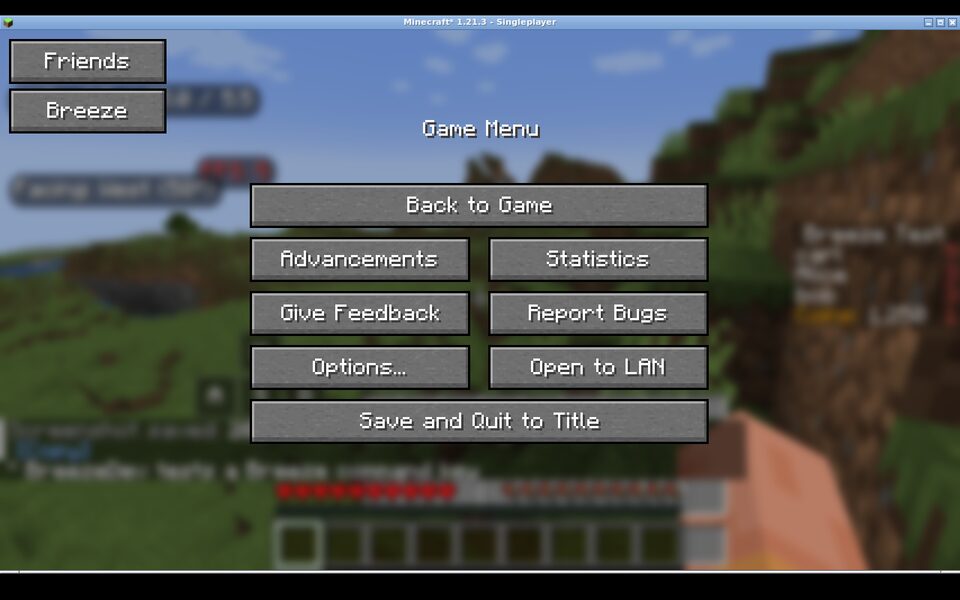 Minecraft* 1.21.3 - Singleplayer
Friends
Breeze
Game Menu
Back to Game
Advancements
Statistics
Give Feedback
Report Bugs
Options...
Open to LAN
Save and Quit to Title